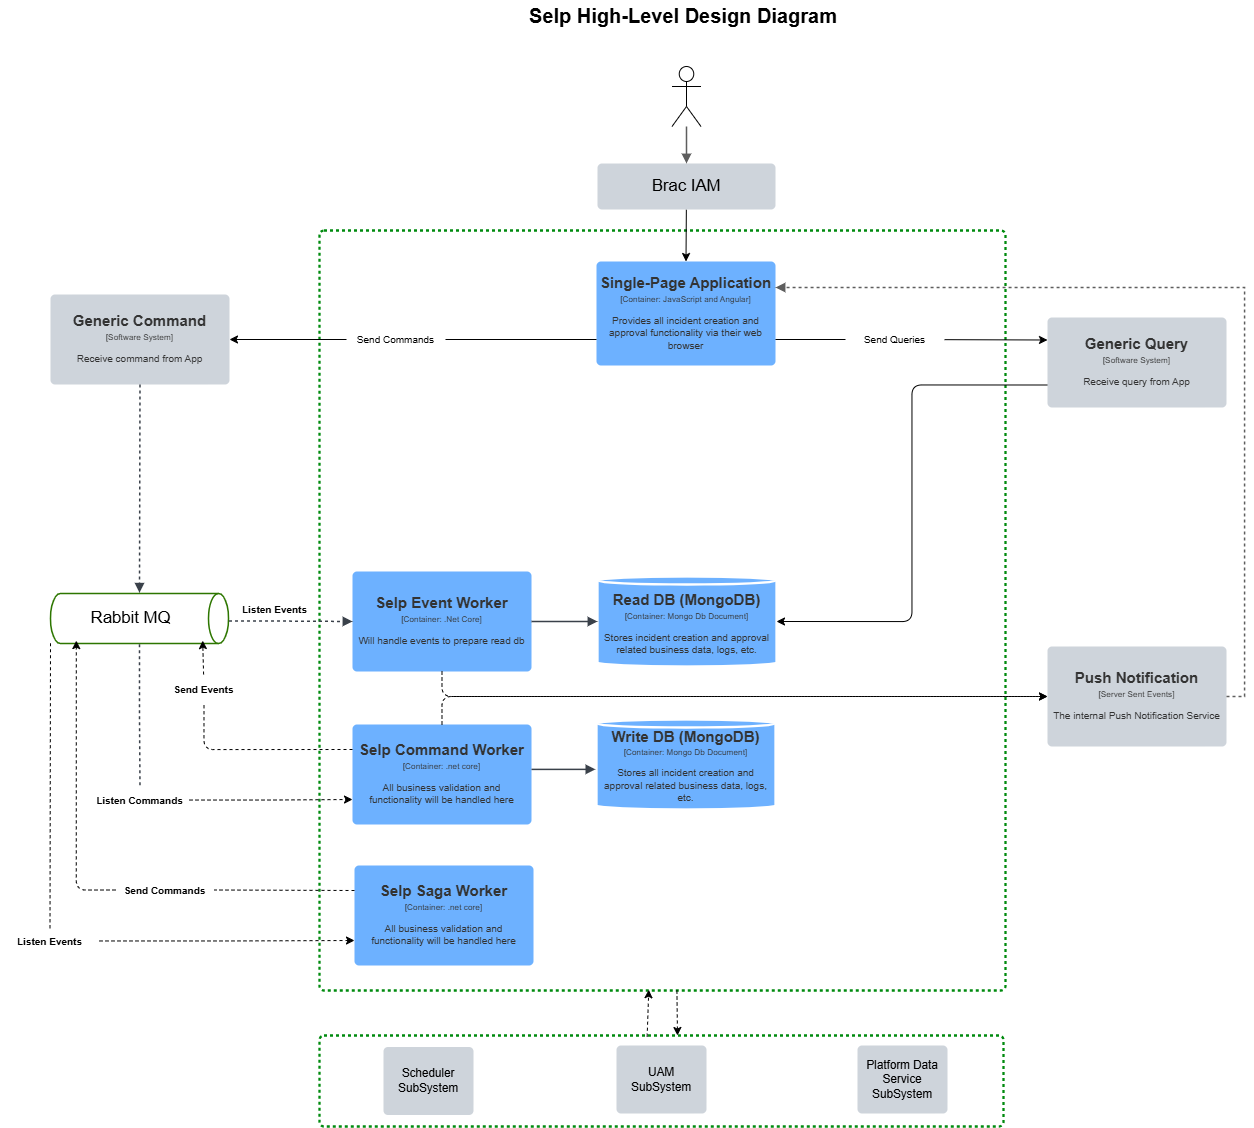 Selp High-Level Design Diagram
Brac IAM
Single-Page Application
[Container: JavaScript and Angular]
Provides all incident creation and
approval functionality via their web
browser
Generic Command
[Software System]
Receive command from App
Send Commands
Send Queries
Generic Query
[Software System]
Receive query from App
Rabbit MQ
Listen Events
Selp Event Worker
[Container: .Net Core]
Will handle events to prepare read db
Read DB (MongoDB)
[Container: Mongo Db Document]
Stores incident creation and approval
related business data, logs, etc.
Send Events
Push Notification
[Server Sent Events]
The internal Push Notification Service
Selp Command Worker
[Container: .net core]
All business validation and
functionality will be handled here
Write DB (MongoDB)
[Container: Mongo Db Document]
Stores all incident creation and
approval related business data, logs,
etc.
Listen Commands
Selp Saga Worker
[Container: .net core]
All business validation and
functionality will be handled here
Send Commands
Listen Events
Scheduler
SubSystem
UAM
SubSystem
Platform Data
Service
SubSystem